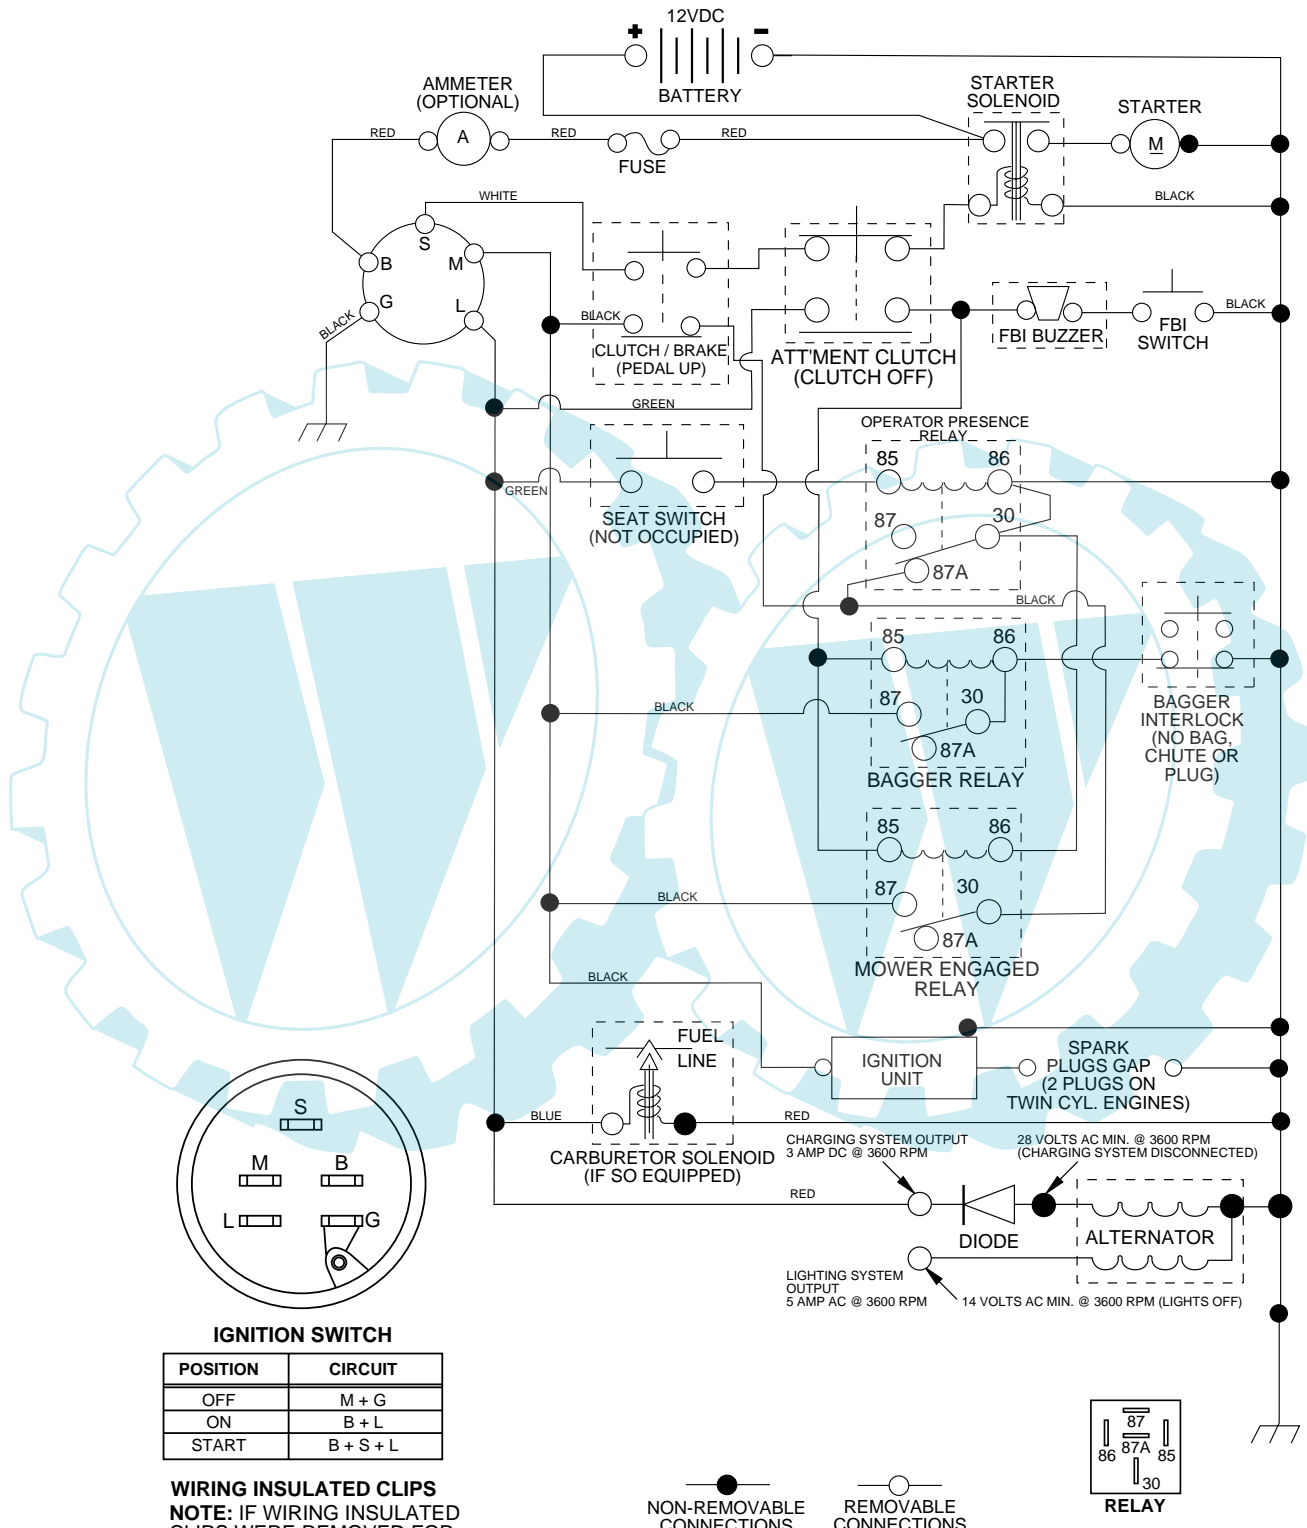 12VDC
+ -
BATTERY
AMMETER
(OPTIONAL)
STARTER
SOLENOID
STARTER
RED
A
RED
FUSE
RED
M
WHITE
BLACK
S
B
M
G
L
BLACK
BLACK
CLUTCH / BRAKE
(PEDAL UP)
ATT'MENT CLUTCH
(CLUTCH OFF)
FBI BUZZER
FBI
SWITCH
BLACK
GREEN
OPERATOR PRESENCE
RELAY
85 86
GREEN
SEAT SWITCH
(NOT OCCUPIED)
87 30
87A
BLACK
85 86
BLACK
87 30
87A
BAGGER RELAY
BAGGER
INTERLOCK
(NO BAG,
CHUTE OR
PLUG)
85 86
BLACK
87 30
87A
MOWER ENGAGED
RELAY
BLACK
FUEL
LINE
IGNITION
UNIT
SPARK
PLUGS GAP
(2 PLUGS ON
TWIN CYL. ENGINES)
BLUE
RED
CARBURETOR SOLENOID
(IF SO EQUIPPED)
CHARGING SYSTEM OUTPUT
3 AMP DC @ 3600 RPM
28 VOLTS AC MIN. @ 3600 RPM
(CHARGING SYSTEM DISCONNECTED)
RED
DIODE
ALTERNATOR
LIGHTING SYSTEM
OUTPUT
5 AMP AC @ 3600 RPM
14 VOLTS AC MIN. @ 3600 RPM (LIGHTS OFF)
S
M B
L G
IGNITION SWITCH
POSITION CIRCUIT
OFF M + G
ON B + L
START B + S + L
WIRING INSULATED CLIPS
NOTE: IF WIRING INSULATED
CLIPS WERE REMOVED FOR
NON-REMOVABLE
CONNECTIONS
REMOVABLE
CONNECTIONS
87
86 87A 85
30
RELAY